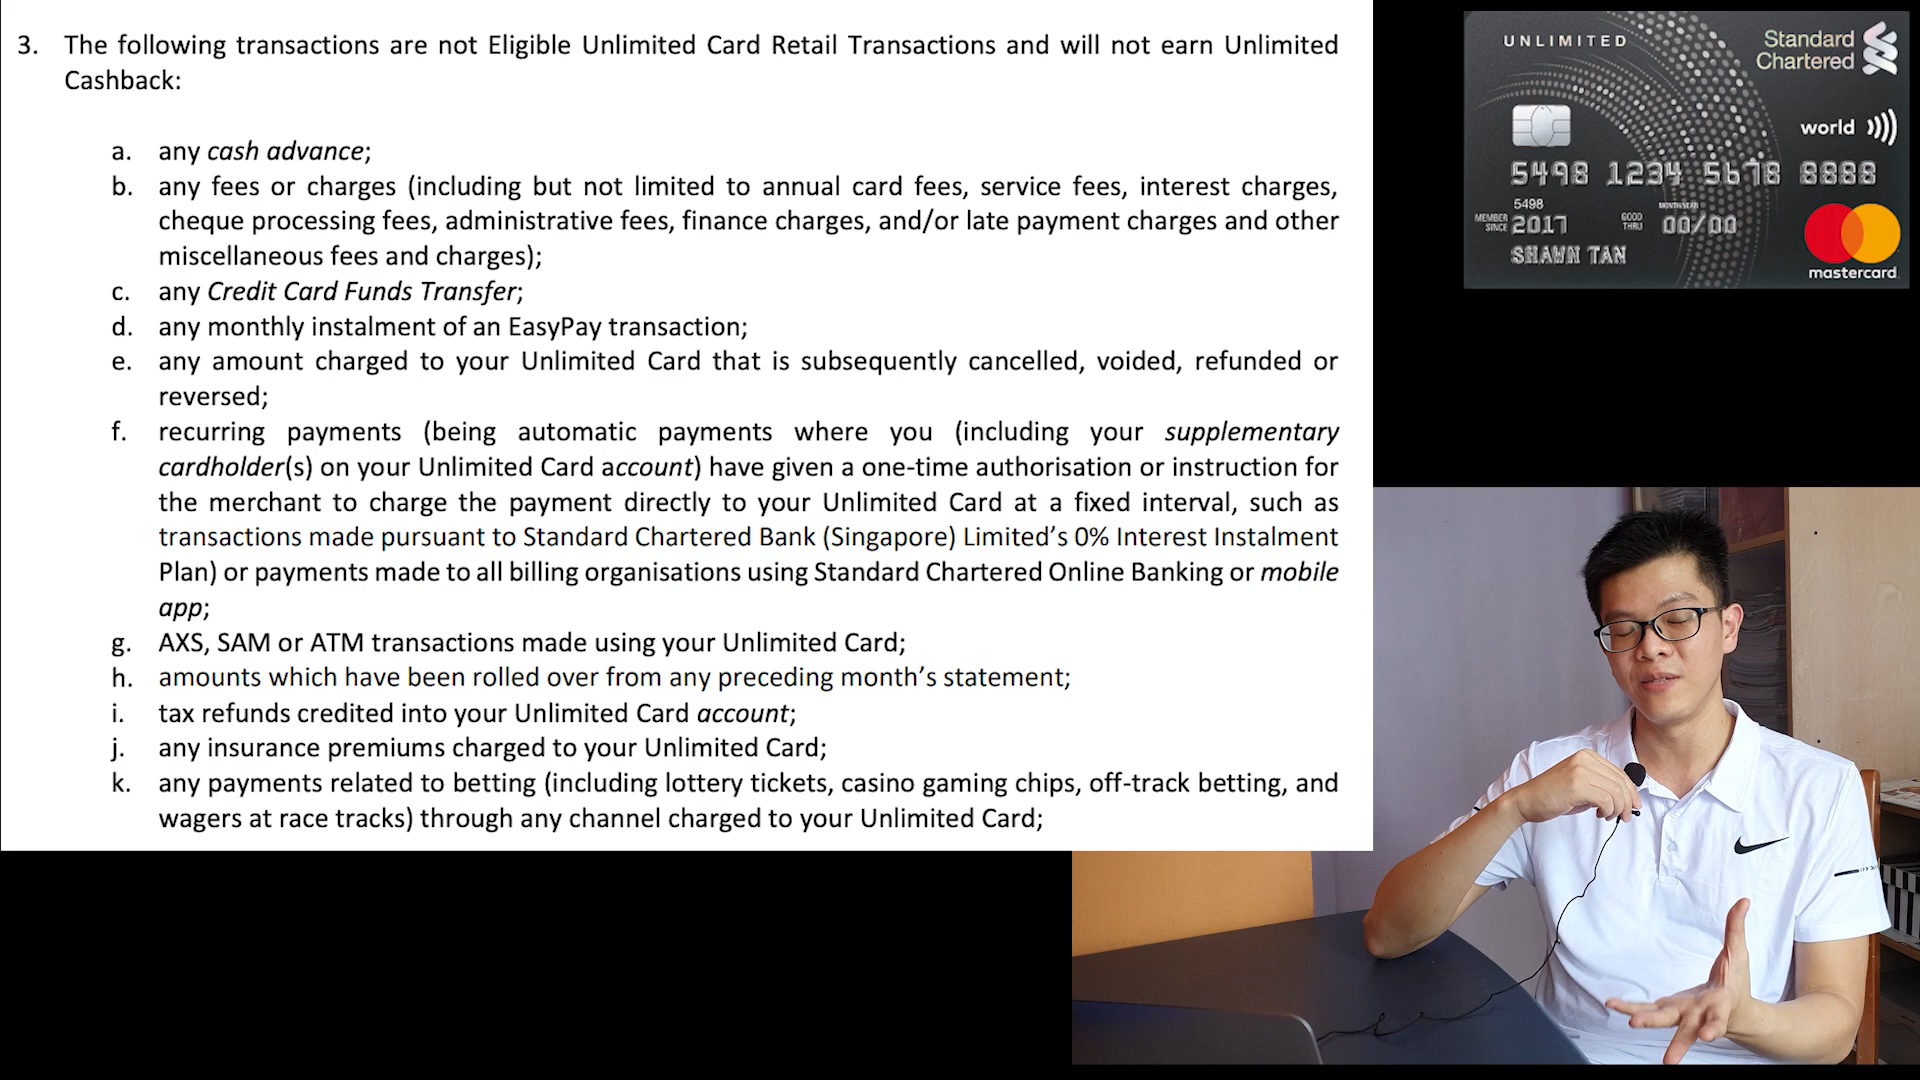 3. The following transactions are not Eligible Unlimited Card Retail Transactions and will not earn Unlimited
Cashback:
a. any cash advance;
b. any fees or charges (including but not limited to annual card fees, service fees, interest charges,
cheque processing fees, administrative fees, finance charges, and/or late payment charges and other
miscellaneous fees and charges);
c. any Credit Card Funds Transfer;
d. any monthly instalment of an EasyPay transaction;
e. any amount charged to your Unlimited Card that is subsequently cancelled, voided, refunded or
reversed;
f. recurring payments (being automatic payments where you (including your supplementary
cardholder(s) on your Unlimited Card account) have given a one-time authorisation or instruction for
the merchant to charge the payment directly to your Unlimited Card at a fixed interval, such as
transactions made pursuant to Standard Chartered Bank (Singapore) Limited’s 0% Interest Instalment
Plan) or payments made to all billing organisations using Standard Chartered Online Banking or mobile
app;
g. AXS, SAM or ATM transactions made using your Unlimited Card;
h. amounts which have been rolled over from any preceding month’s statement;
i. tax refunds credited into your Unlimited Card account;
j. any insurance premiums charged to your Unlimited Card;
k. any payments related to betting (including lottery tickets, casino gaming chips, off-track betting, and
wagers at race tracks) through any channel charged to your Unlimited Card;
UNLIMITED
Standard
Chartered
world
5498 1234 5678 8888
5498
MONTH/YEAR
MEMBER
SINCE 2017
GOOD
THRU 00/00
SHAWN TAN
mastercard